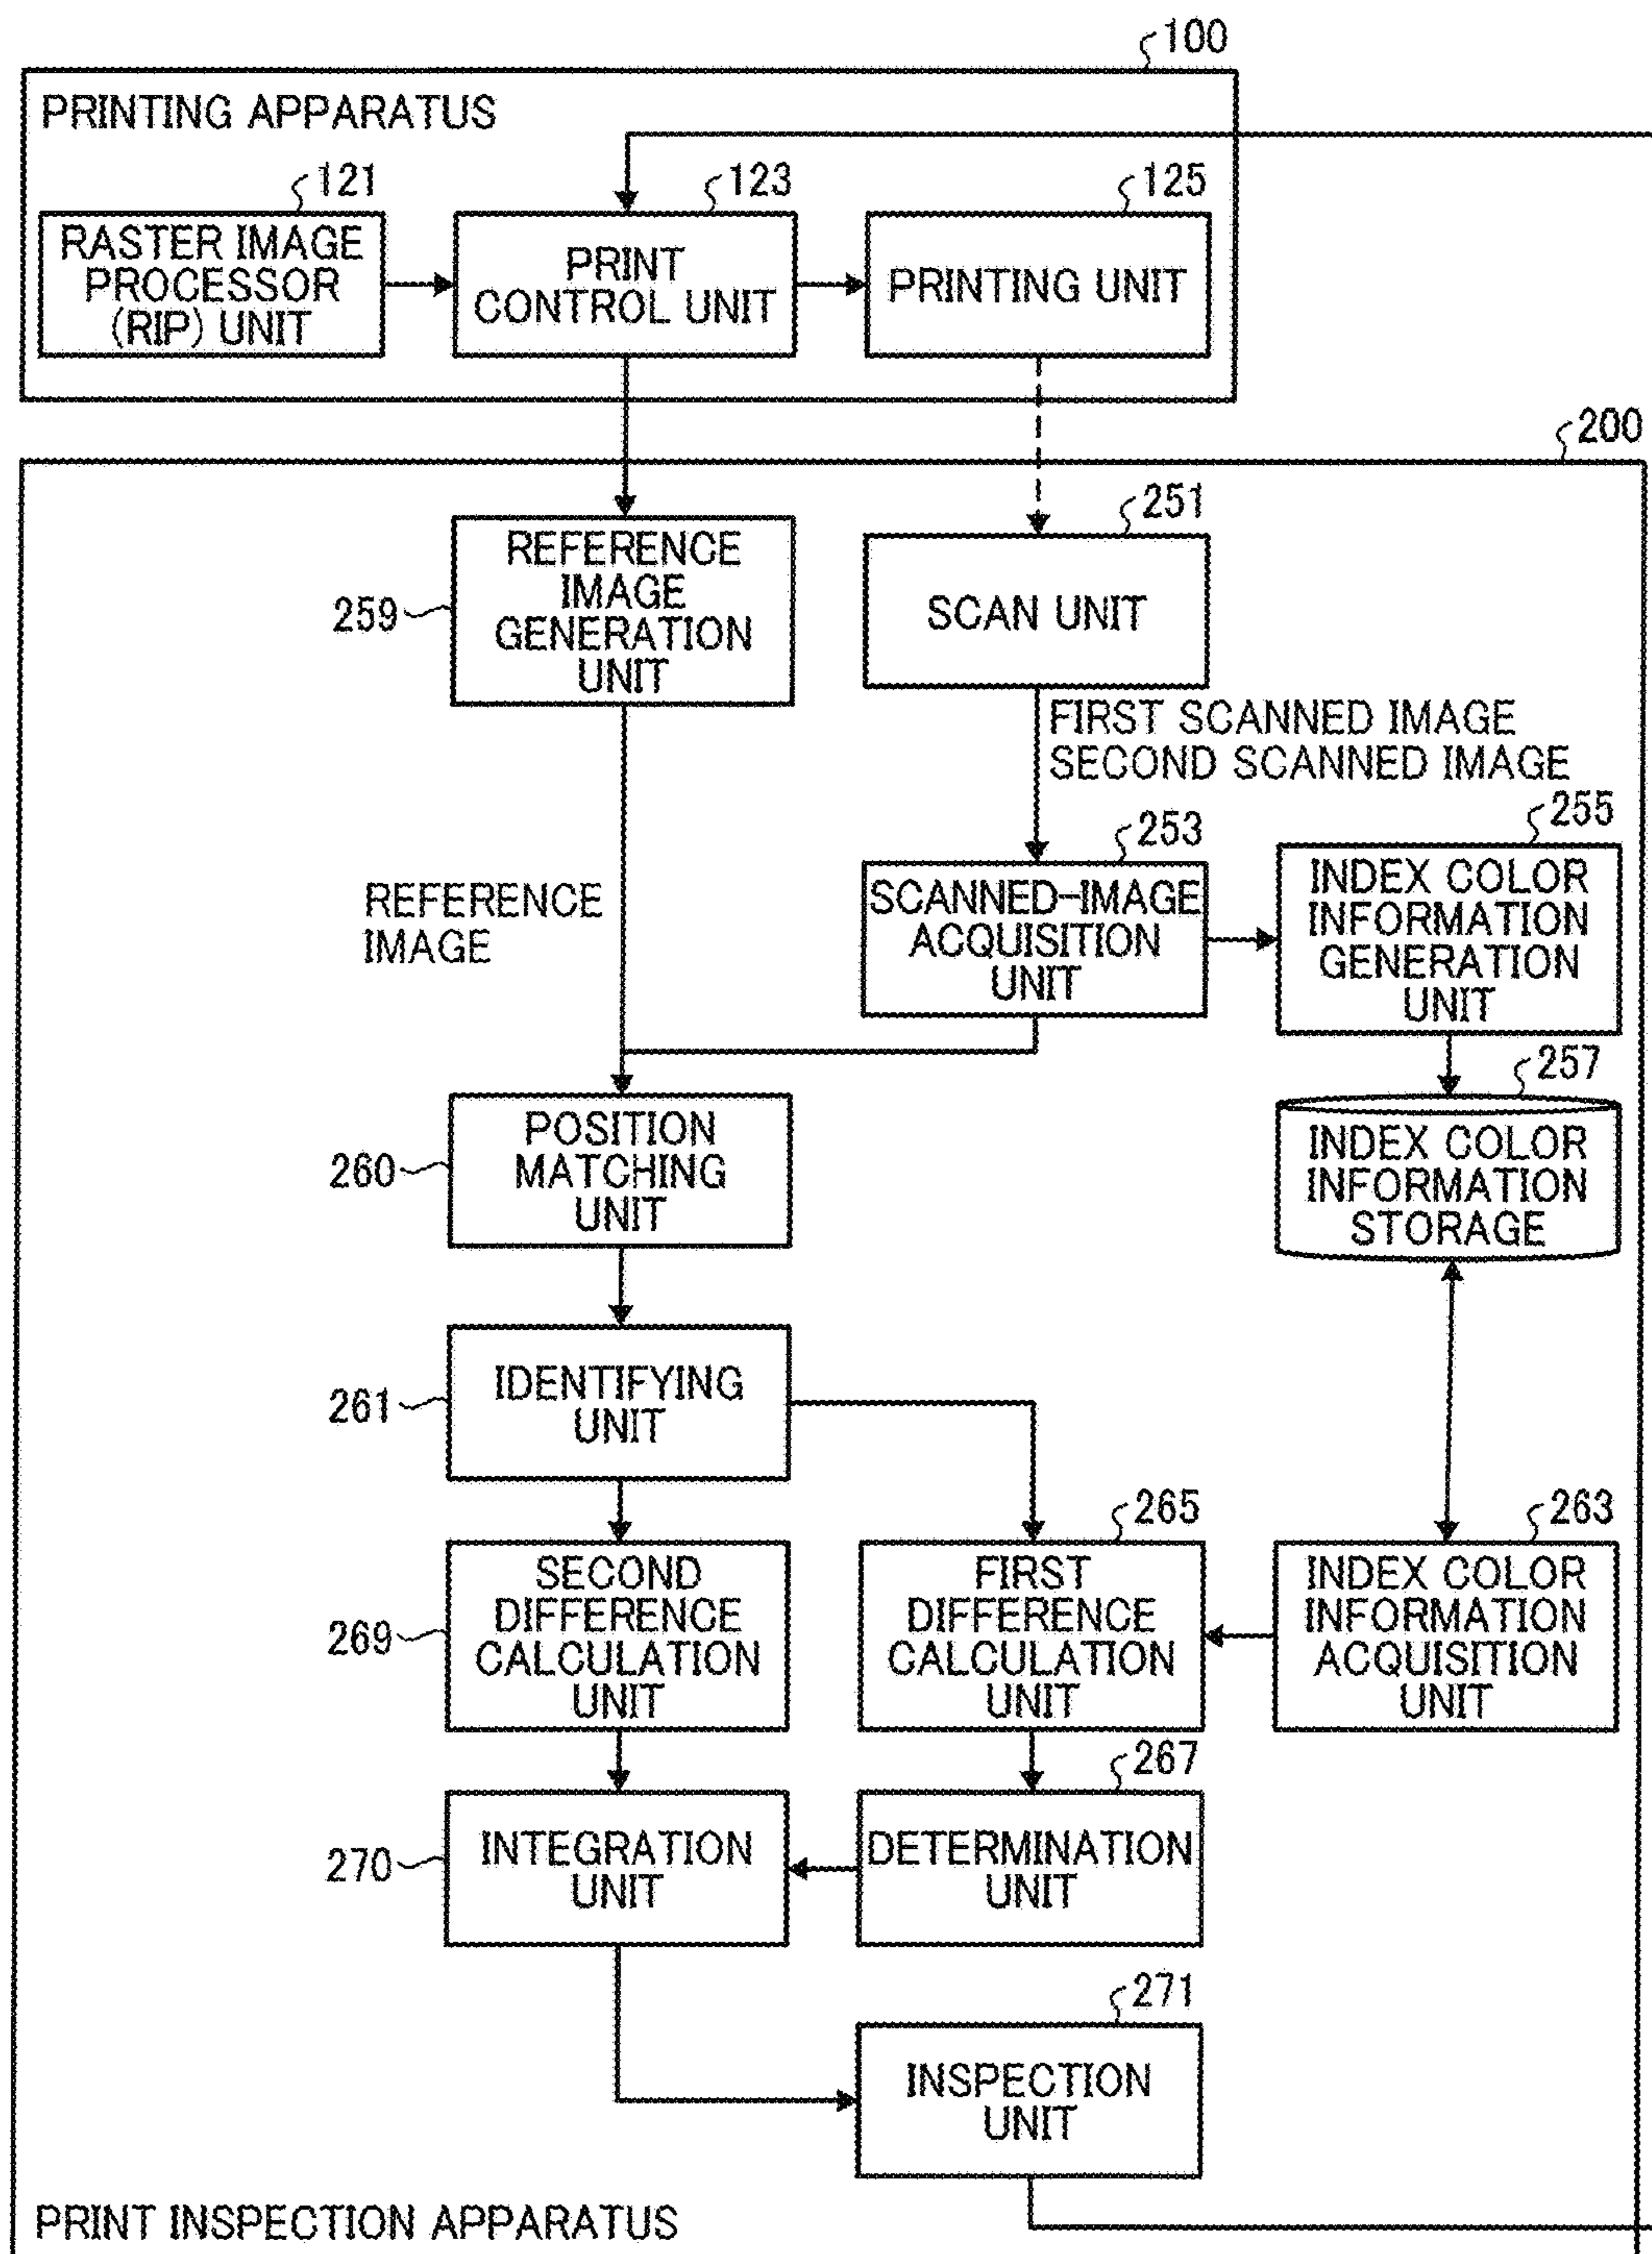 100
PRINTING APPARATUS
121
123
125
RASTER IMAGE
PROCESSOR
(RIP) UNIT
PRINT
CONTROL UNIT
PRINTING UNIT
200
259
REFERENCE
IMAGE
GENERATION
UNIT
251
SCAN UNIT
FIRST SCANNED IMAGE
SECOND SCANNED IMAGE
REFERENCE
IMAGE
253
SCANNED-IMAGE
ACQUISITION
UNIT
255
INDEX COLOR
INFORMATION
GENERATION
UNIT
257
INDEX COLOR
INFORMATION
STORAGE
260
POSITION
MATCHING
UNIT
261
IDENTIFYING
UNIT
269
SECOND
DIFFERENCE
CALCULATION
UNIT
265
FIRST
DIFFERENCE
CALCULATION
UNIT
263
INDEX COLOR
INFORMATION
ACQUISITION
UNIT
270
INTEGRATION
UNIT
267
DETERMINATION
UNIT
271
INSPECTION
UNIT
PRINT INSPECTION APPARATUS